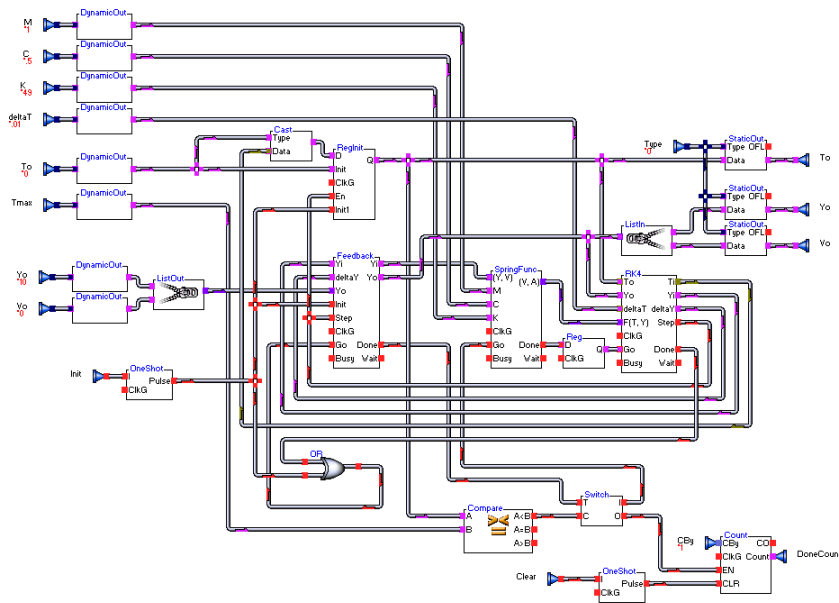 M
*1
DynamicOut
C
*.5
DynamicOut
K
*49
DynamicOut
deltaT
*.01
DynamicOut
To
*0
DynamicOut
Tmax
DynamicOut
Cast
Type
Data
RegInit
D
Q
Init
ClkG
En
Init1
Type
*0
StaticOut
Type OFL
Data
To
StaticOut
Type OFL
Data
Yo
StaticOut
Type OFL
Data
Vo
ListIn
Yo
*10
DynamicOut
Vo
*0
DynamicOut
ListOut
Feedback
Yi
Yi
deltaY
Yo
Yo
Init
Step
ClkG
Go
Done
Busy
Wait
SpringFunc
(Y, V)
(V, A)
M
C
K
ClkG
Go
Done
Busy
Wait
Reg
D
Q
ClkG
RK4
To
Ti
Yo
Yi
deltaT
deltaY
F(T, Y)
Step
ClkG
Go
Done
Busy
Wait
Init
OneShot
I
Pulse
ClkG
OR
Compare
A
A<B
B
A=B
A>B
Switch
T
I
C
O
CBy
*1
Count
CBy
CO
ClkG
Count
EN
CLR
DoneCoun
Clear
OneShot
I
Pulse
ClkG